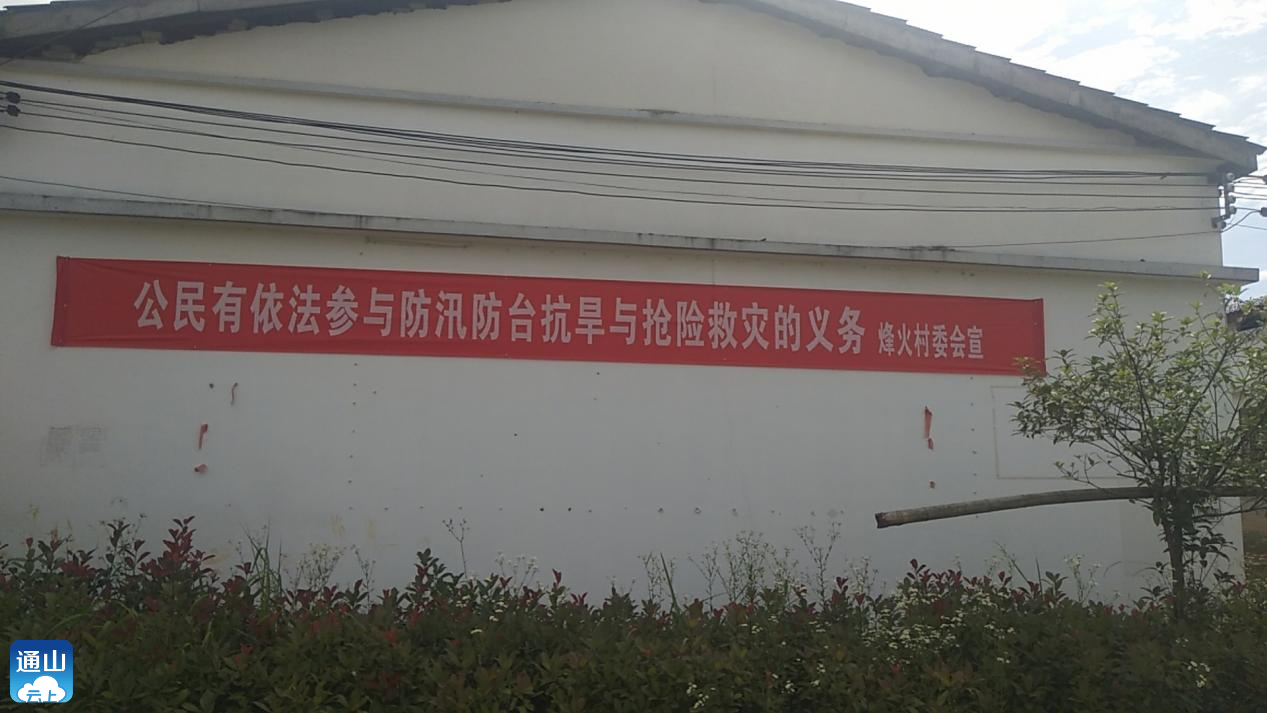 公民有依法参与防汛防台抗旱与抢险救灾的义务 烽火村委会宣
通山
云上